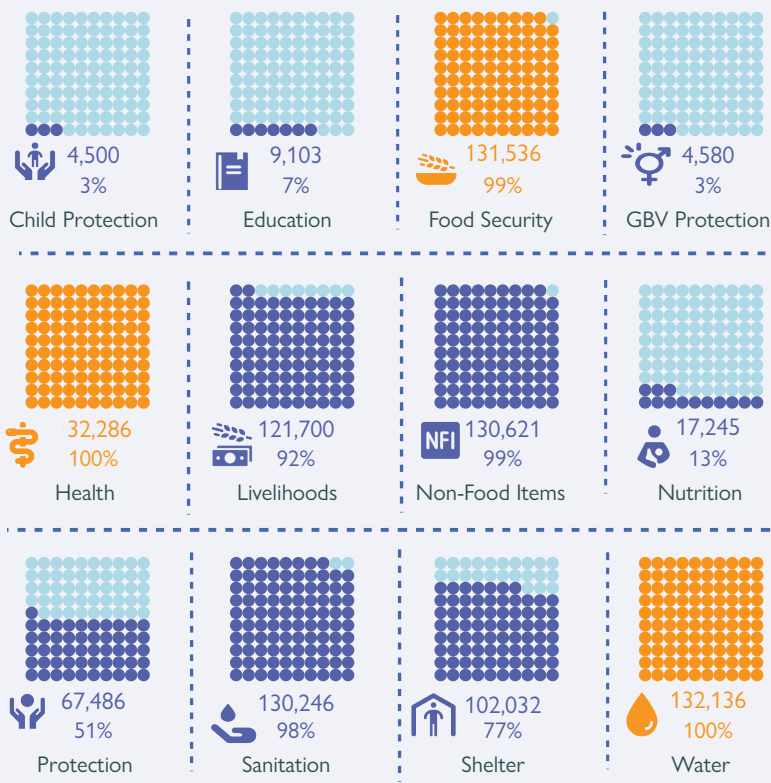 4,500
3%
Child Protection
9,103
7%
Education
131,536
99%
Food Security
4,580
3%
GBV Protection
32,286
100%
Health
121,700
92%
Livelihoods
NFI
130,621
99%
Non-Food Items
17,245
13%
Nutrition
67,486
51%
Protection
130,246
98%
Sanitation
102,032
77%
Shelter
132,136
100%
Water